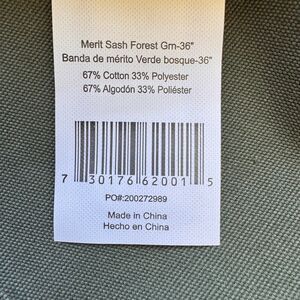 Merit Sash Forest Grn-36"
Banda de mérito Verde bosque-36"
67% Cotton 33% Polyester
67% Algodón 33% Poliéster
7 30176 62001 5
PO#:200272989
Made in China
Hecho en China